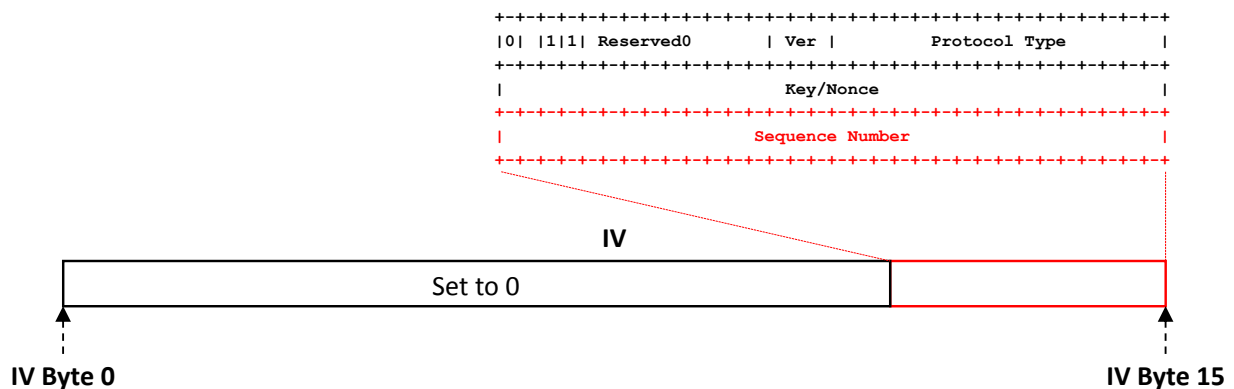 +-+-+-+-+-+-+-+-+-+-+-+-+-+-+-+-+-+-+-+-+-+-+-+-+-+-+-+-+-+-+-+-+
|0| |1|1| Reserved0 | Ver | Protocol Type |
+-+-+-+-+-+-+-+-+-+-+-+-+-+-+-+-+-+-+-+-+-+-+-+-+-+-+-+-+-+-+-+-+
| Key/Nonce |
+-+-+-+-+-+-+-+-+-+-+-+-+-+-+-+-+-+-+-+-+-+-+-+-+-+-+-+-+-+-+-+-+
| Sequence Number |
+-+-+-+-+-+-+-+-+-+-+-+-+-+-+-+-+-+-+-+-+-+-+-+-+-+-+-+-+-+-+-+-+
IV
Set to 0
IV Byte 0 IV Byte 15